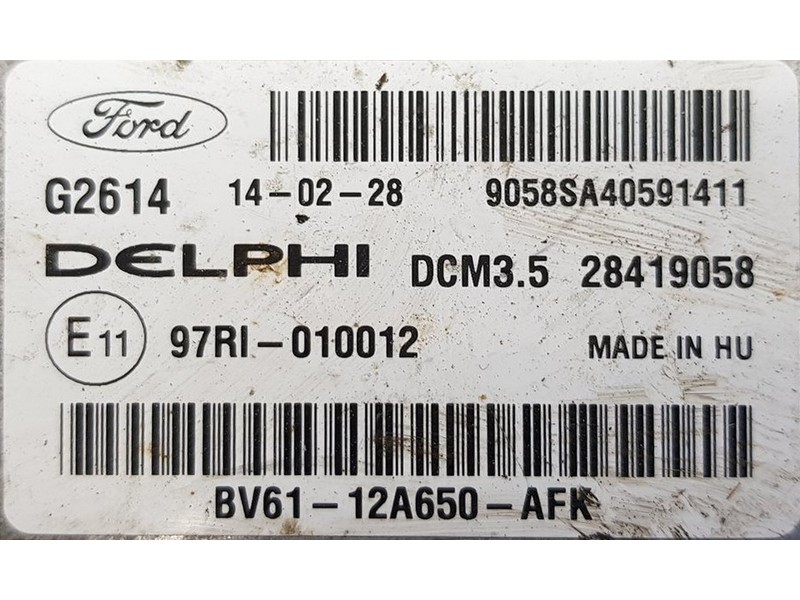 Ford
G2614 14-02-28 9058SA40591411
DELPHI DCM3.5 28419058
E11 97RI-010012 MADE IN HU
BV61-12A650-AFK